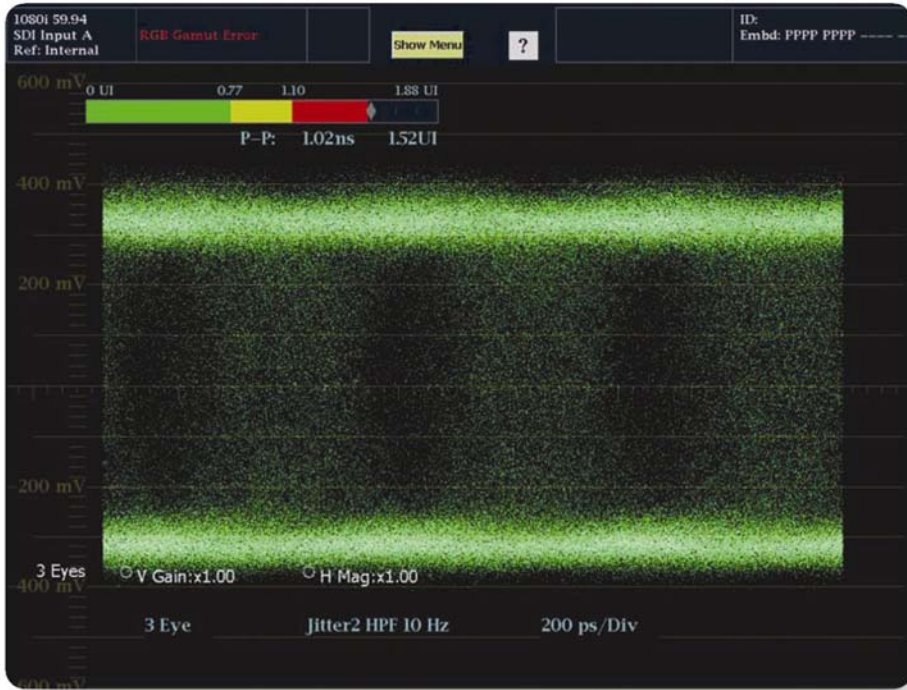 1080i 59.94
SDI Input A
Ref: Internal
RGB Gamut Error
Show Menu
?
ID:
Embd: PPPP PPPP ---- -
600 mV
0 UI 0.77 1.10 1.88 UI
P-P: 1.02ns 1.52UI
400 mV
200 mV
200 mV
3 Eyes V Gain:x1.00 H Mag:x1.00
400 mV
3 Eye Jitter2 HPF 10 Hz 200 ps/Div
600 mV